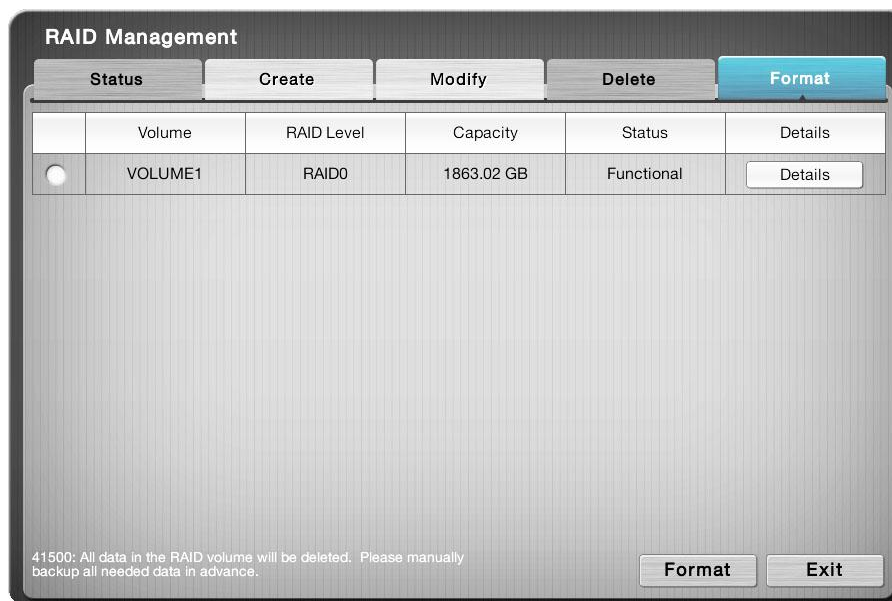 RAID Management
Status Create Modify Delete Format
Volume RAID Level Capacity Status Details
VOLUME1 RAID0 1863.02 GB Functional Details
41500: All data in the RAID volume will be deleted. Please manually
backup all needed data in advance.
Format Exit